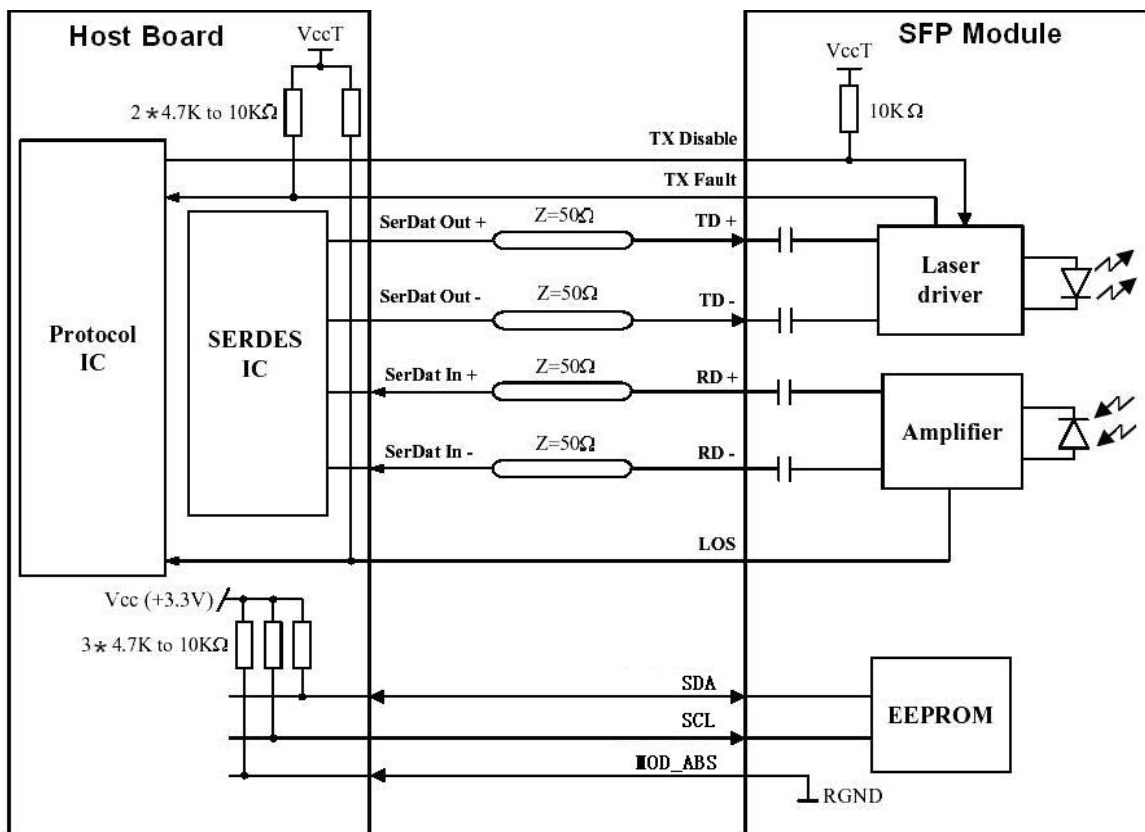 Host Board
SFP Module
VccT
VccT
2*4.7K to 10KΩ
10KΩ
TX Disable
TX Fault
SerDat Out +
Z=50Ω
TD +
SerDat Out -
Z=50Ω
TD -
Laser
driver
Protocol
IC
SERDES
IC
SerDat In +
Z=50Ω
RD +
SerDat In -
Z=50Ω
RD -
Amplifier
LOS
Vcc (+3.3V)
3*4.7K to 10KΩ
SDA
SCL
MOD_ABS
EEPROM
RGND